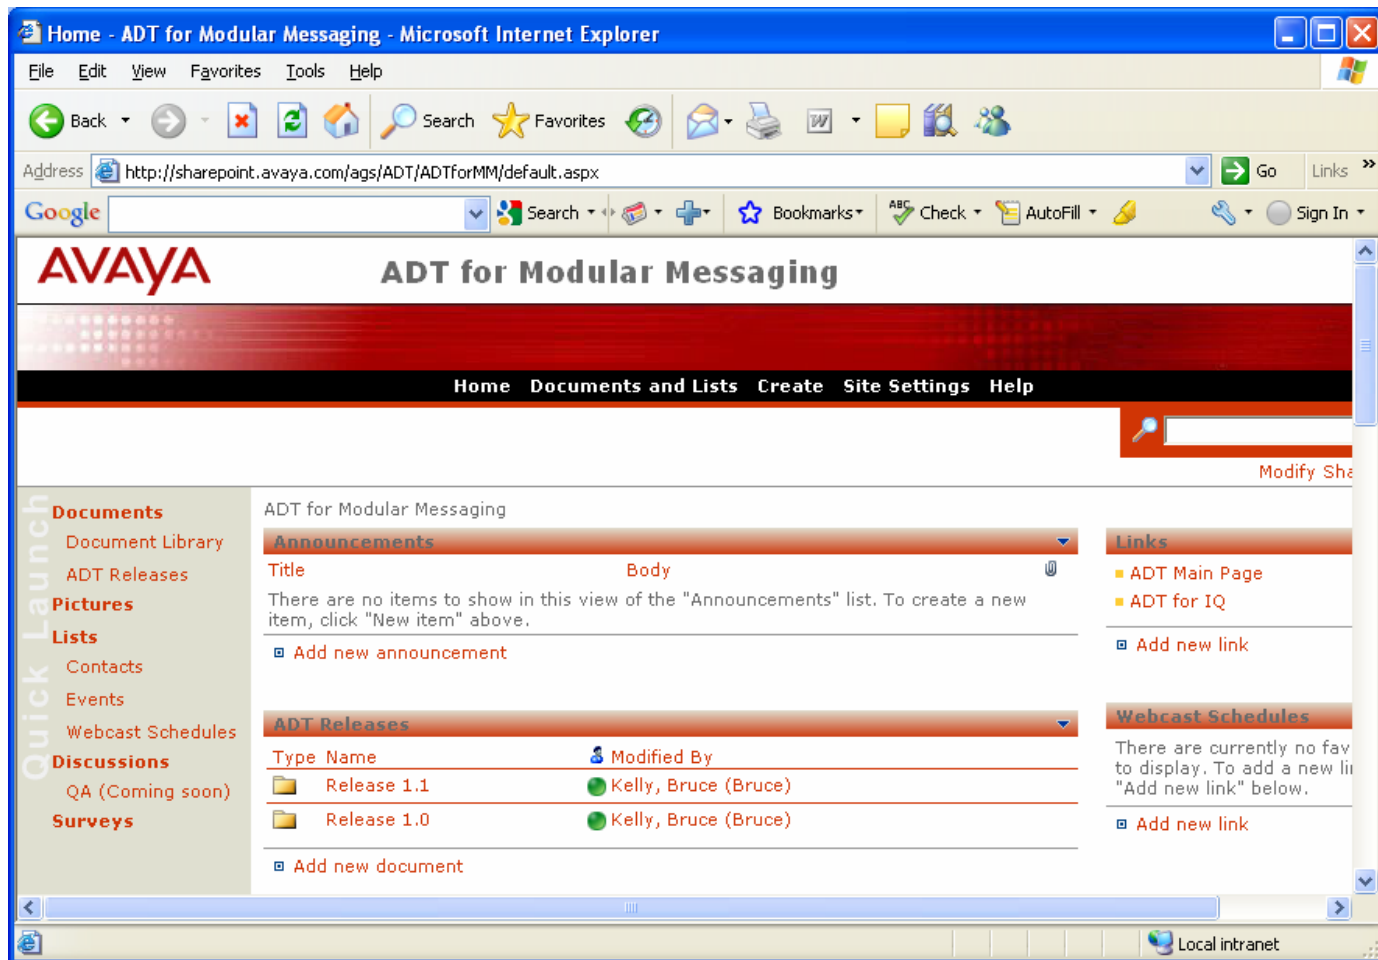 Home - ADT for Modular Messaging - Microsoft Internet Explorer
File Edit View Favorites Tools Help
Back Search Favorites
Address http://sharepoint.avaya.com/ags/ADT/ADTforMM/default.aspx Go Links »
Google Search Bookmarks ABC Check AutoFill Sign In
AVAYA ADT for Modular Messaging
Home Documents and Lists Create Site Settings Help
Modify Sha
Quick Launch
Documents
Document Library
ADT Releases
Pictures
Lists
Contacts
Events
Webcast Schedules
Discussions
QA (Coming soon)
Surveys
ADT for Modular Messaging
Announcements
Title Body
There are no items to show in this view of the "Announcements" list. To create a new
item, click "New item" above.
Add new announcement
ADT Releases
Type Name Modified By
Release 1.1 Kelly, Bruce (Bruce)
Release 1.0 Kelly, Bruce (Bruce)
Add new document
Links
ADT Main Page
ADT for IQ
Add new link
Webcast Schedules
There are currently no fav
to display. To add a new li
"Add new link" below.
Add new link
Local intranet